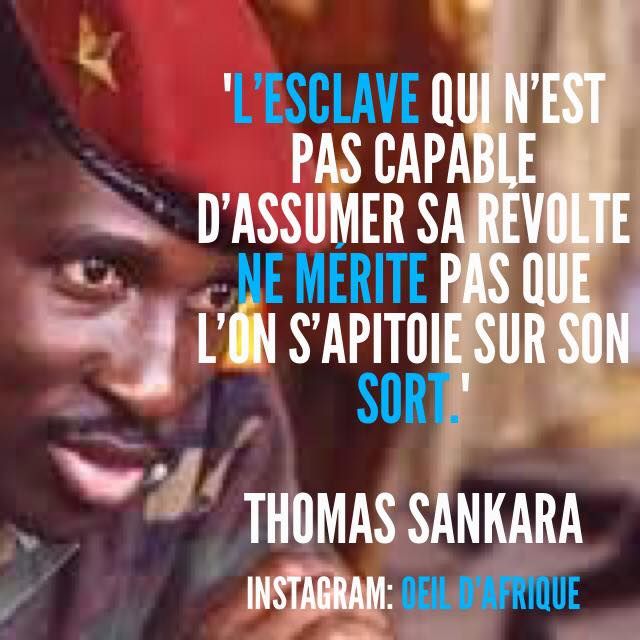 'L'ESCLAVE QUI N'EST
PAS CAPABLE
D'ASSUMER SA RÉVOLTE
NE MÉRITE PAS QUE
L'ON S'APITOIE SUR SON
SORT.'
THOMAS SANKARA
INSTAGRAM: OEIL D'AFRIQUE